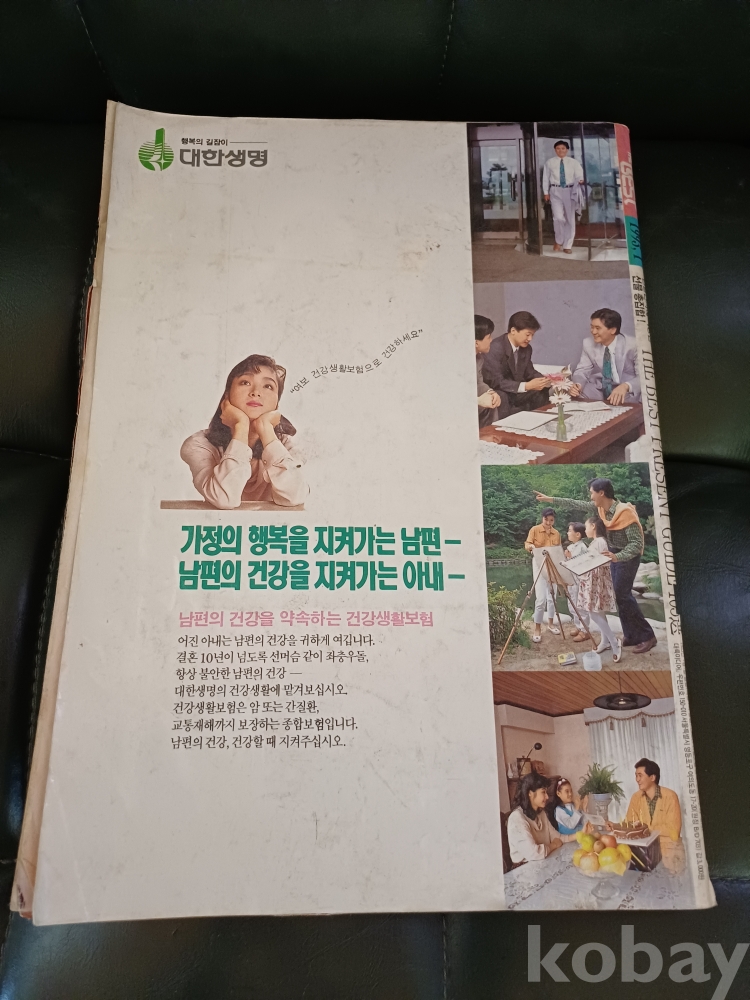 행복의 길잡이
대한생명
"여보 건강생활보험으로 건강하세요"
가정의 행복을 지켜가는 남편 –
남편의 건강을 지켜가는 아내 –
남편의 건강을 약속하는 건강생활보험
어진 아내는 남편의 건강을 귀하게 여깁니다.
결혼 10년이 넘도록 선머슴 같이 좌충우돌,
항상 불안한 남편의 건강 —
대한생명의 건강생활에 맡겨보십시오.
건강생활보험은 암 또는 간질환,
교통재해까지 보장하는 종합보험입니다.
남편의 건강, 건강할 때 지켜주십시오.
선물 총집합!
THE BEST PRESENT GUIDE
kobay